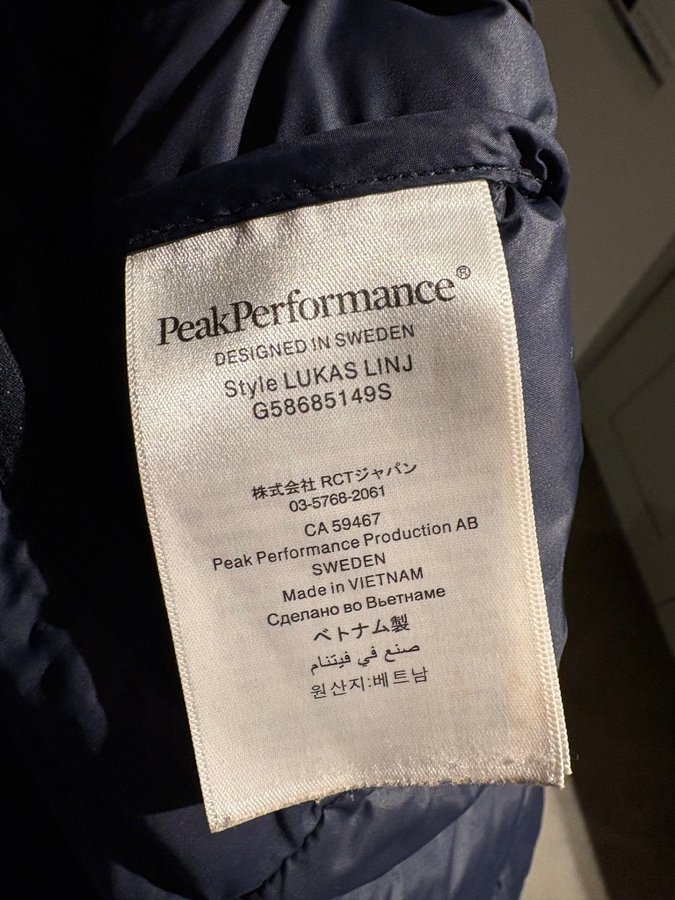 PeakPerformance®
DESIGNED IN SWEDEN
Style LUKAS LINJ
G58685149S
株式会社 RCTジャパン
03-5768-2061
CA 59467
Peak Performance Production AB
SWEDEN
Made in VIETNAM
Сделано во Вьетнаме
ベトナム製
صنع في فيتنام
원산지:베트남